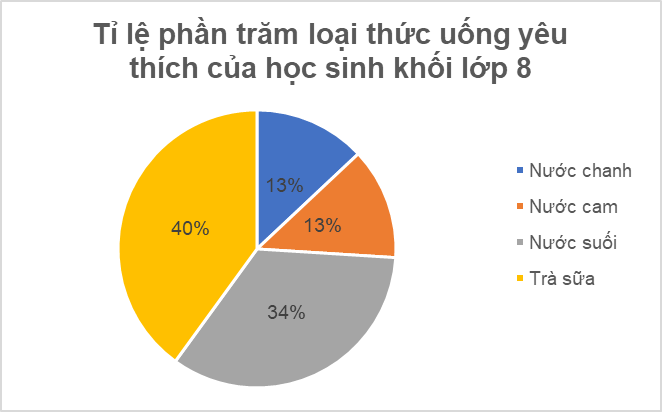 Tỉ lệ phần trăm loại thức uống yêu
thích của học sinh khối lớp 8
13%
13%
34%
40%
Nước chanh
Nước cam
Nước suối
Trà sữa